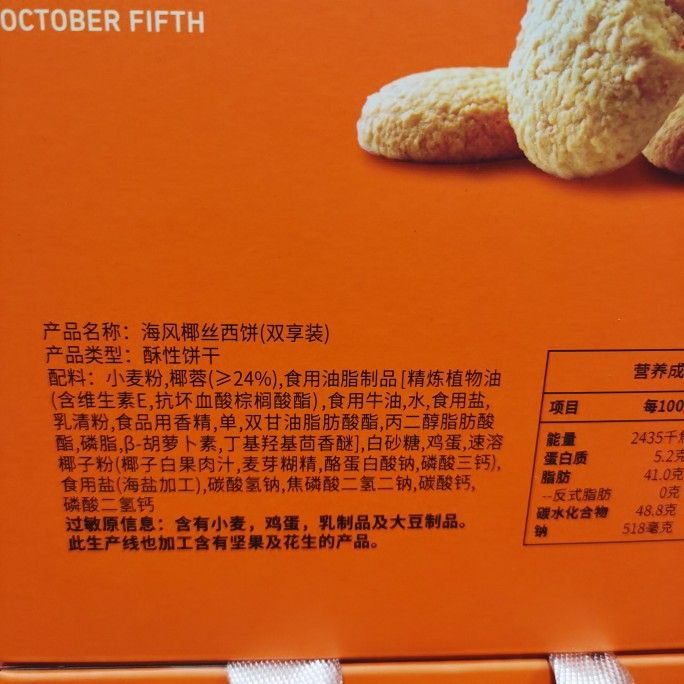 OCTOBER FIFTH
产品名称：海风椰丝西饼(双享装)
产品类型：酥性饼干
配料：小麦粉,椰蓉(≥24%),食用油脂制品[精炼植物油
(含维生素E,抗坏血酸棕榈酸酯),食用牛油,水,食用盐,
乳清粉,食品用香精,单,双甘油脂肪酸酯,丙二醇脂肪酸
酯,磷脂,β-胡萝卜素,丁基羟基茴香醚],白砂糖,鸡蛋,速溶
椰子粉(椰子白果肉汁,麦芽糊精,酪蛋白酸钠,磷酸三钙),
食用盐(海盐加工),碳酸氢钠,焦磷酸二氢二钠,碳酸钙,
磷酸二氢钙
过敏原信息：含有小麦，鸡蛋，乳制品及大豆制品。
此生产线也加工含有坚果及花生的产品。
营养成
项目 每100
能量 2435千
蛋白质 5.2克
脂肪 41.0克
--反式脂肪 0克
碳水化合物 48.8克
钠 518毫克